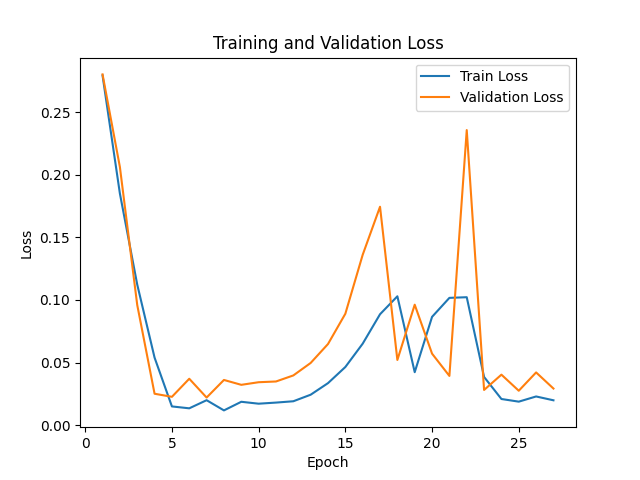 Training and Validation Loss
Train Loss
Validation Loss
0.25
0.20
0.15
0.10
0.05
0.00
Loss
0 5 10 15 20 25
Epoch